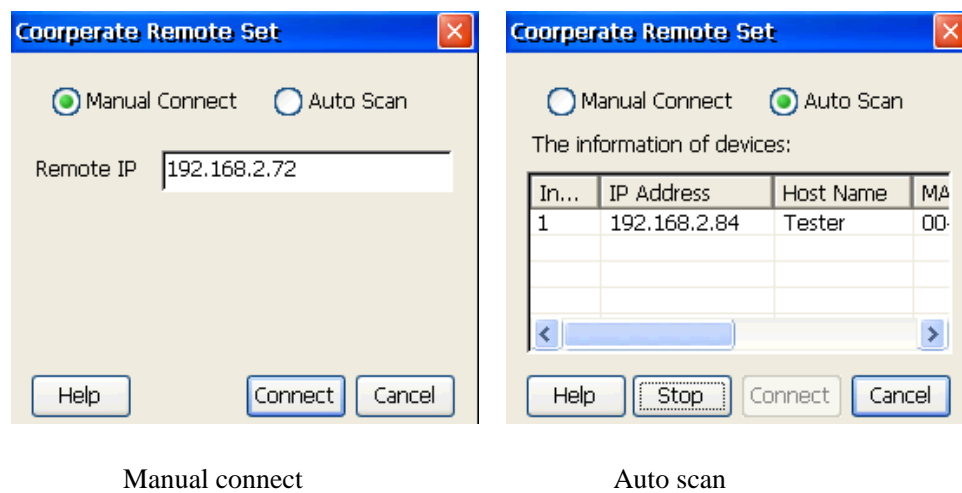 Coorperate Remote Set
Manual Connect Auto Scan
Remote IP 192.168.2.72
Help Connect Cancel
Coorperate Remote Set
Manual Connect Auto Scan
The information of devices:
In... IP Address Host Name MA
1 192.168.2.84 Tester 00-
Help Stop Connect Cancel
Manual connect Auto scan